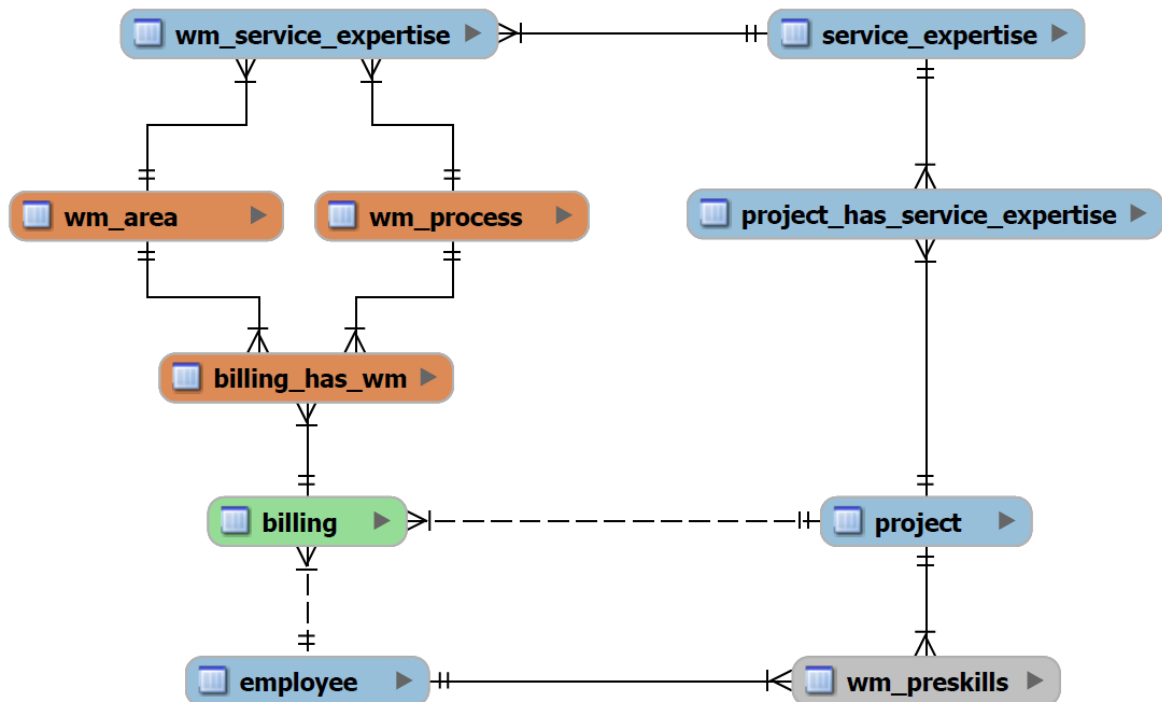 wm_service_expertise
service_expertise
wm_area
wm_process
project_has_service_expertise
billing_has_wm
billing
project
employee
wm_preskills